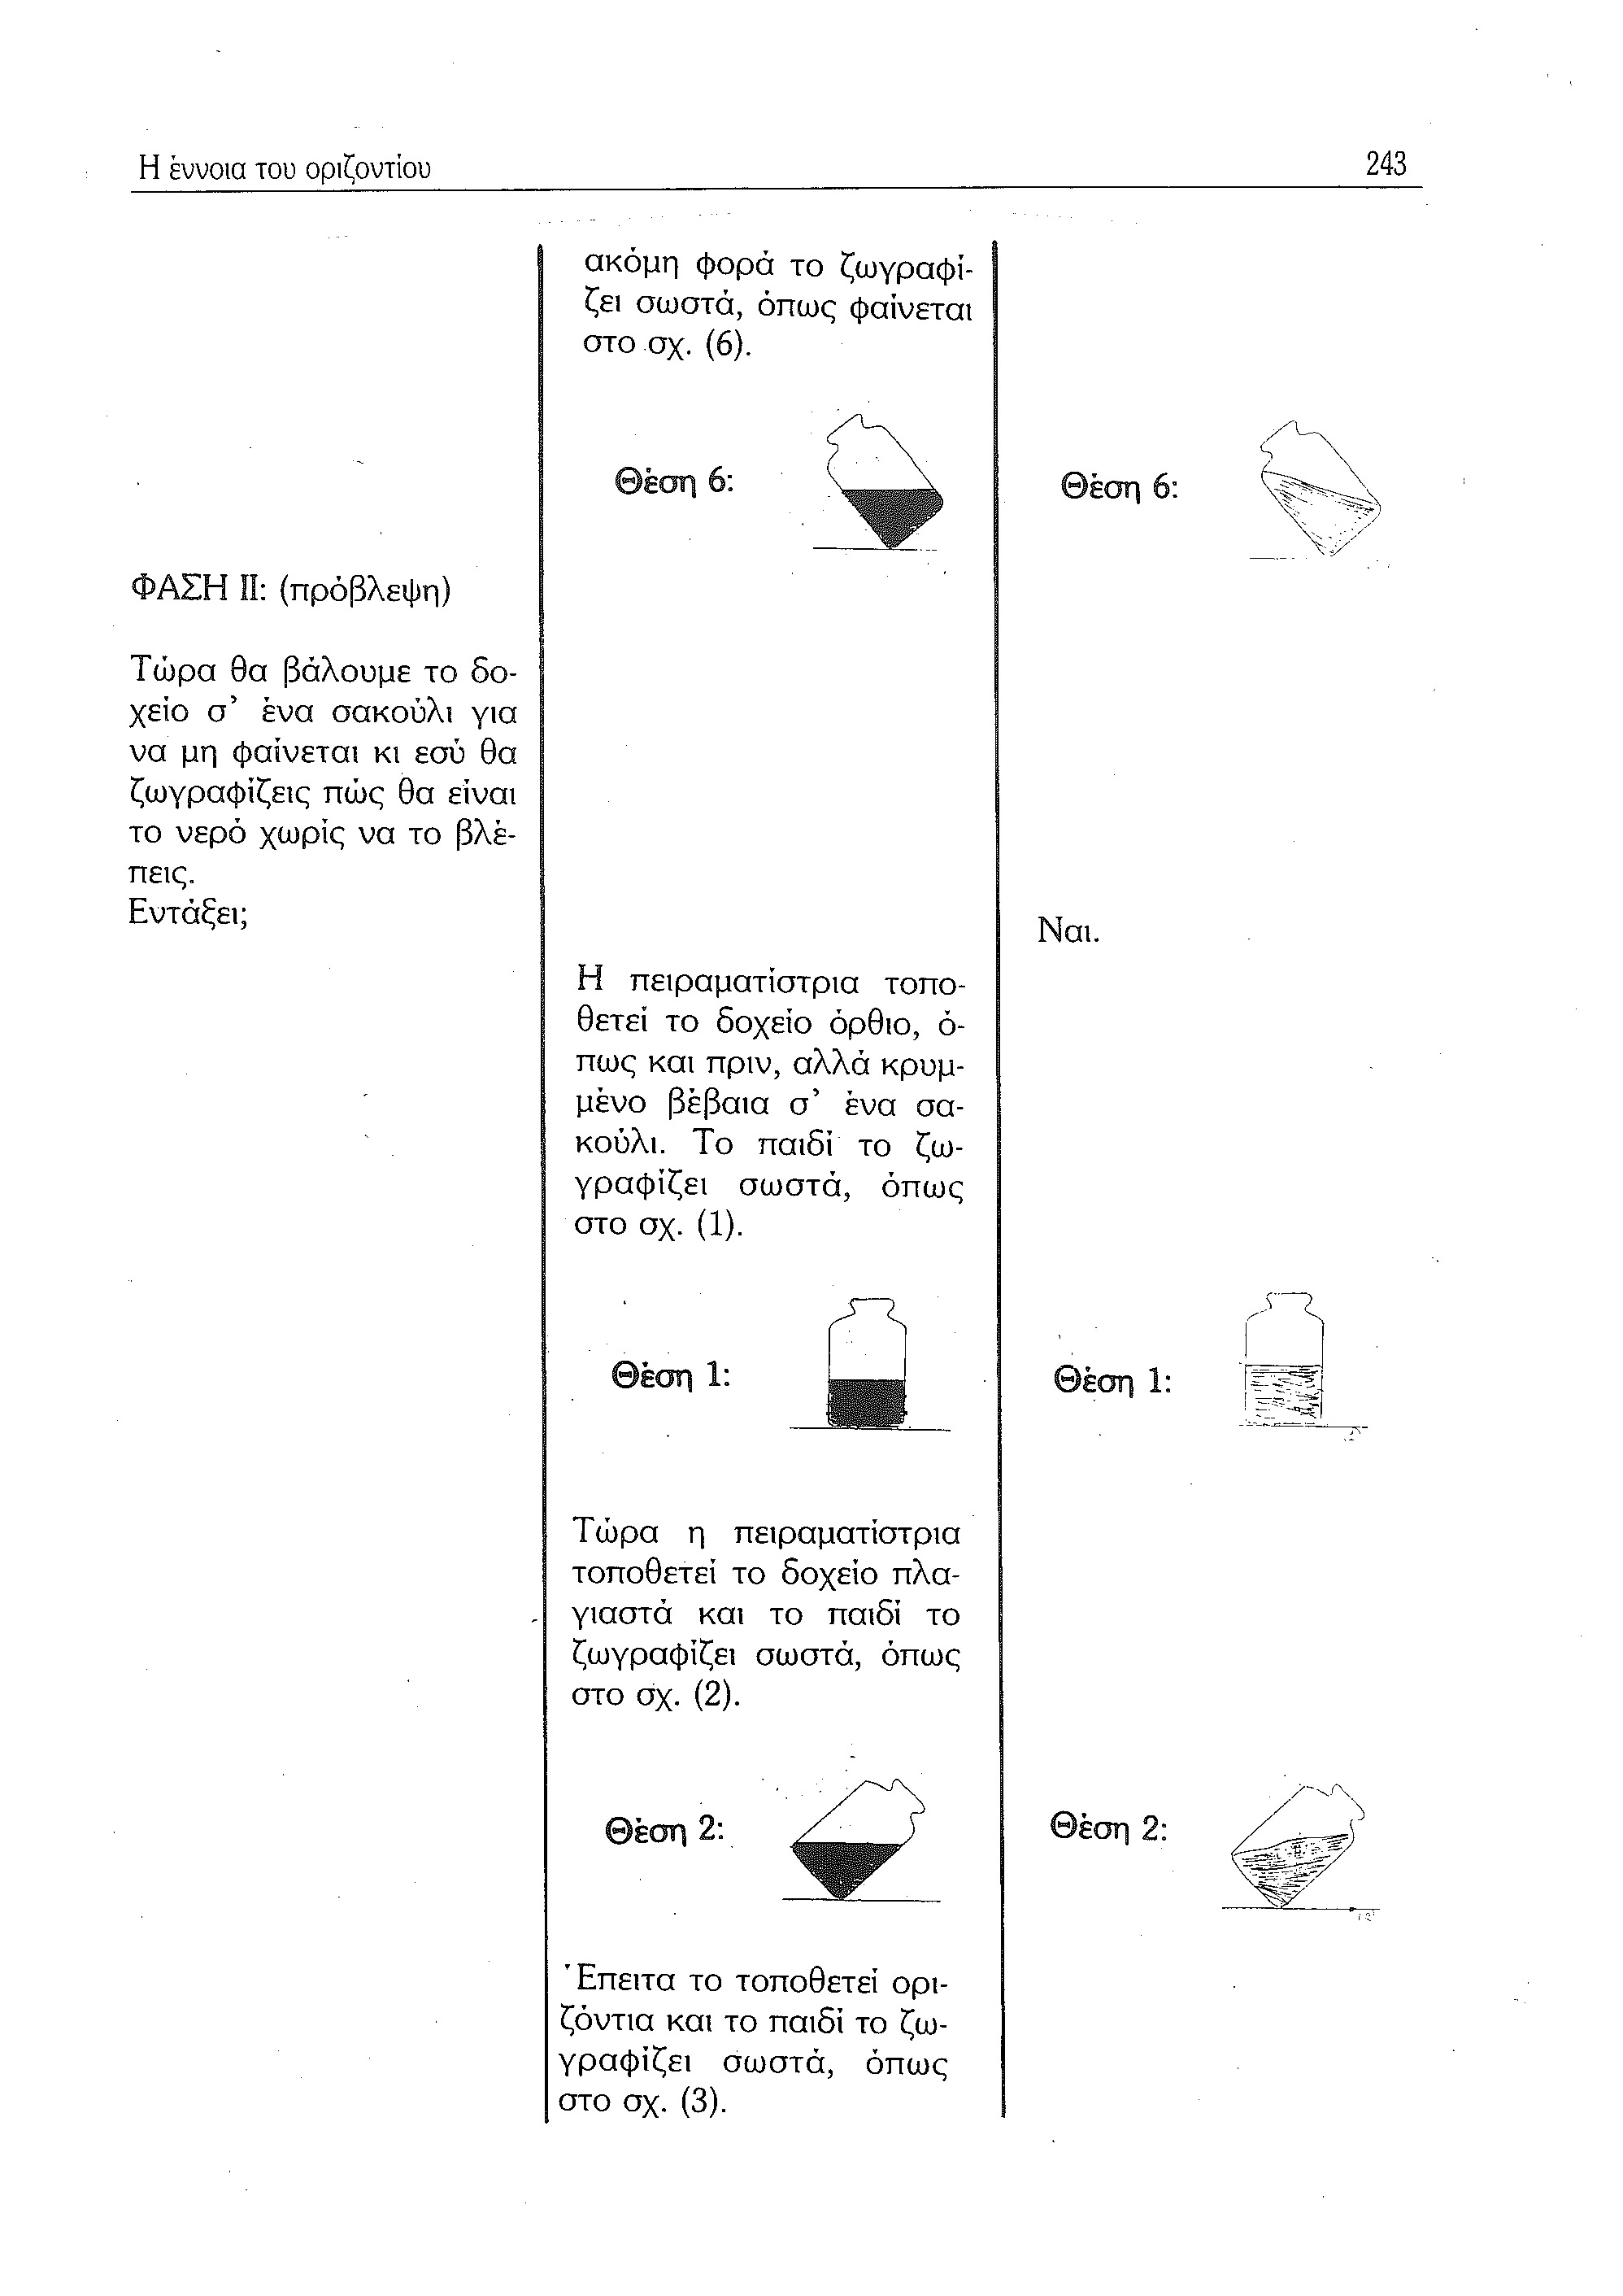 Η έννοια του οριζοντίου 243
ακόμη φορά το ζωγραφί-
ζει σωστά, όπως φαίνεται
στο σχ. (6).
Θέση 6: Θέση 6:
ΦΑΣΗ II: (πρόβλεψη)
Τώρα θα βάλουμε το δο-
χείο σ’ ένα σακούλι για
να μη φαίνεται κι εσύ θα
ζωγραφίζεις πώς θα είναι
το νερό χωρίς να το βλέ-
πεις.
Εντάξει;
Ναι.
Η πειραματίστρια τοπο-
θετεί το δοχείο όρθιο, ό-
πως και πριν, αλλά κρυμ-
μένο βέβαια σ’ ένα σα-
κούλι. Το παιδί το ζω-
γραφίζει σωστά, όπως
στο σχ. (1).
Θέση 1: Θέση 1:
Τώρα η πειραματίστρια
τοποθετεί το δοχείο πλα-
γιαστά και το παιδί το
ζωγραφίζει σωστά, όπως
στο σχ. (2).
Θέση 2: Θέση 2:
Έπειτα το τοποθετεί ορι-
ζόντια και το παιδί το ζω-
γραφίζει σωστά, όπως
στο σχ. (3).